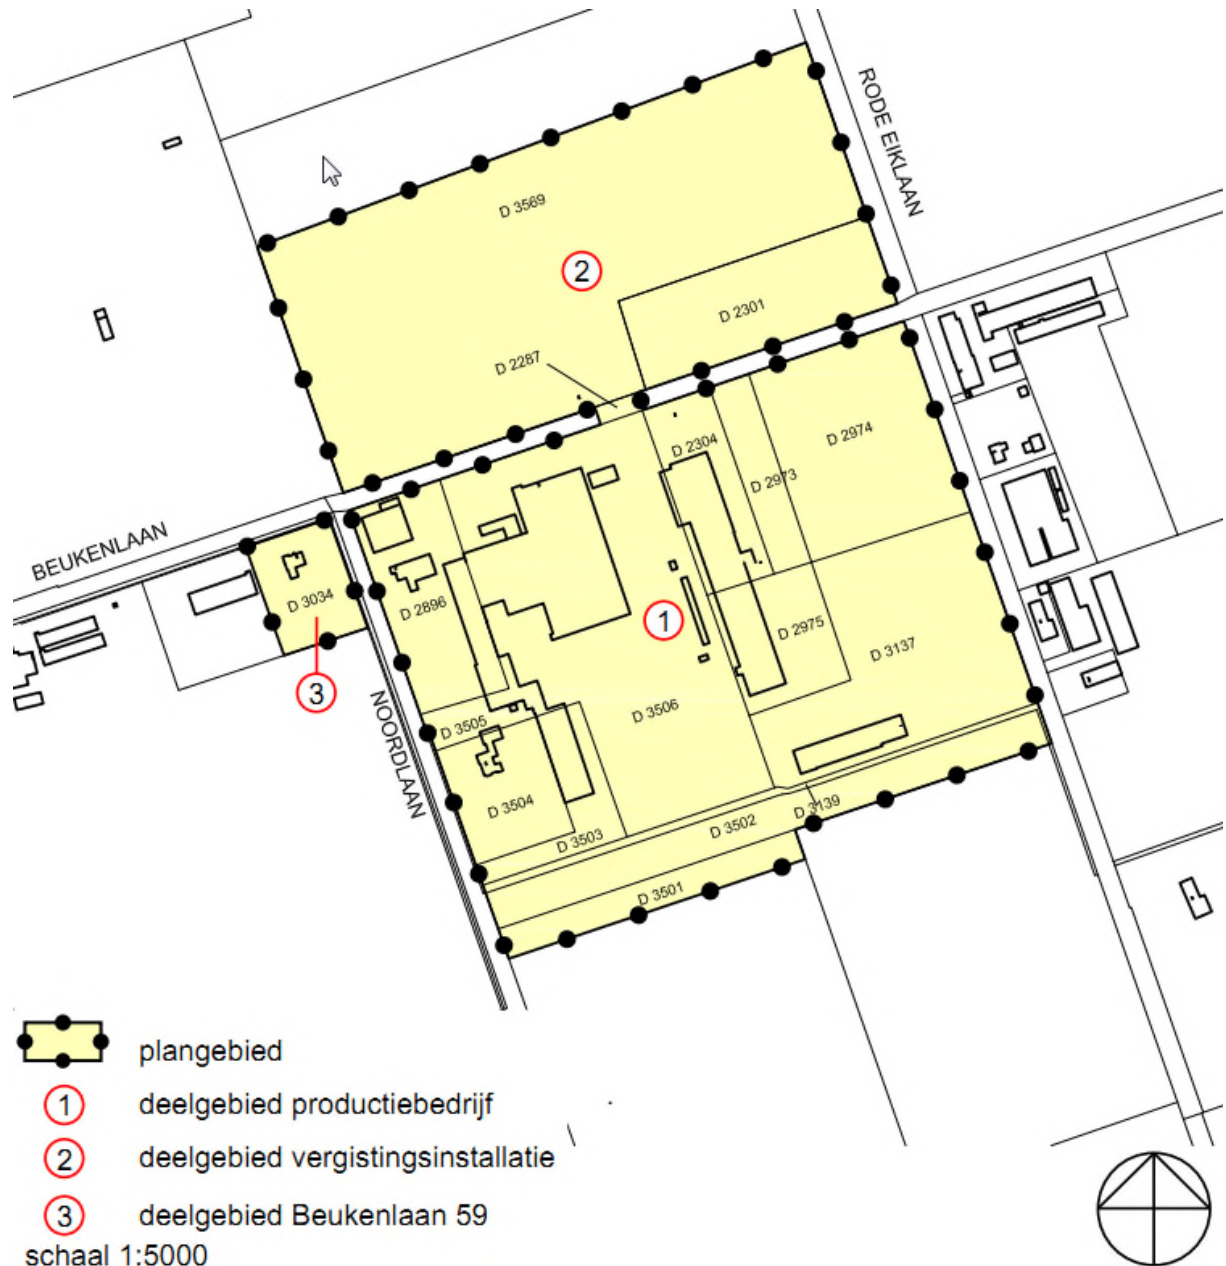 RODE EIKLAAN
D 3569
2
D 2301
D 2287
D 2304
D 2974
D 2973
BEUKENLAAN
D 3034
D 2896
1
D 2975
D 3137
3
NOORDLAAN
D 3506
D 3505
D 3504
D 3503
D 3502
D 3139
D 3501
plangebied
1 deelgebied productiebedrijf
2 deelgebied vergistingsinstallatie
3 deelgebied Beukenlaan 59
schaal 1:5000